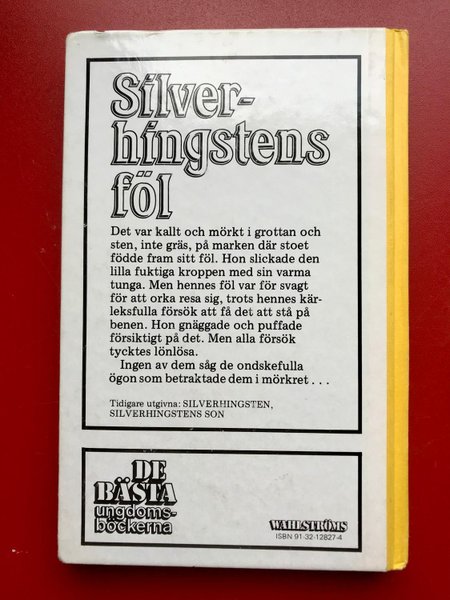 Silver-
hingstens
föl
Det var kallt och mörkt i grottan och
sten, inte gräs, på marken där stoet
födde fram sitt föl. Hon slickade den
lilla fuktiga kroppen med sin varma
tunga. Men hennes föl var för svagt
för att orka resa sig, trots hennes kär-
leksfulla försök att få det att stå på
benen. Hon gnäggade och puffade
försiktigt på det. Men alla försök
tycktes lönlösa.
Ingen av dem såg de ondskefulla
ögon som betraktade dem i mörkret . . .
Tidigare utgivna: SILVERHINGSTEN,
SILVERHINGSTENS SON
DE
BÄSTA
ungdoms-
böckerna
WAHLSTRÖMS
ISBN 91-32-12827-4